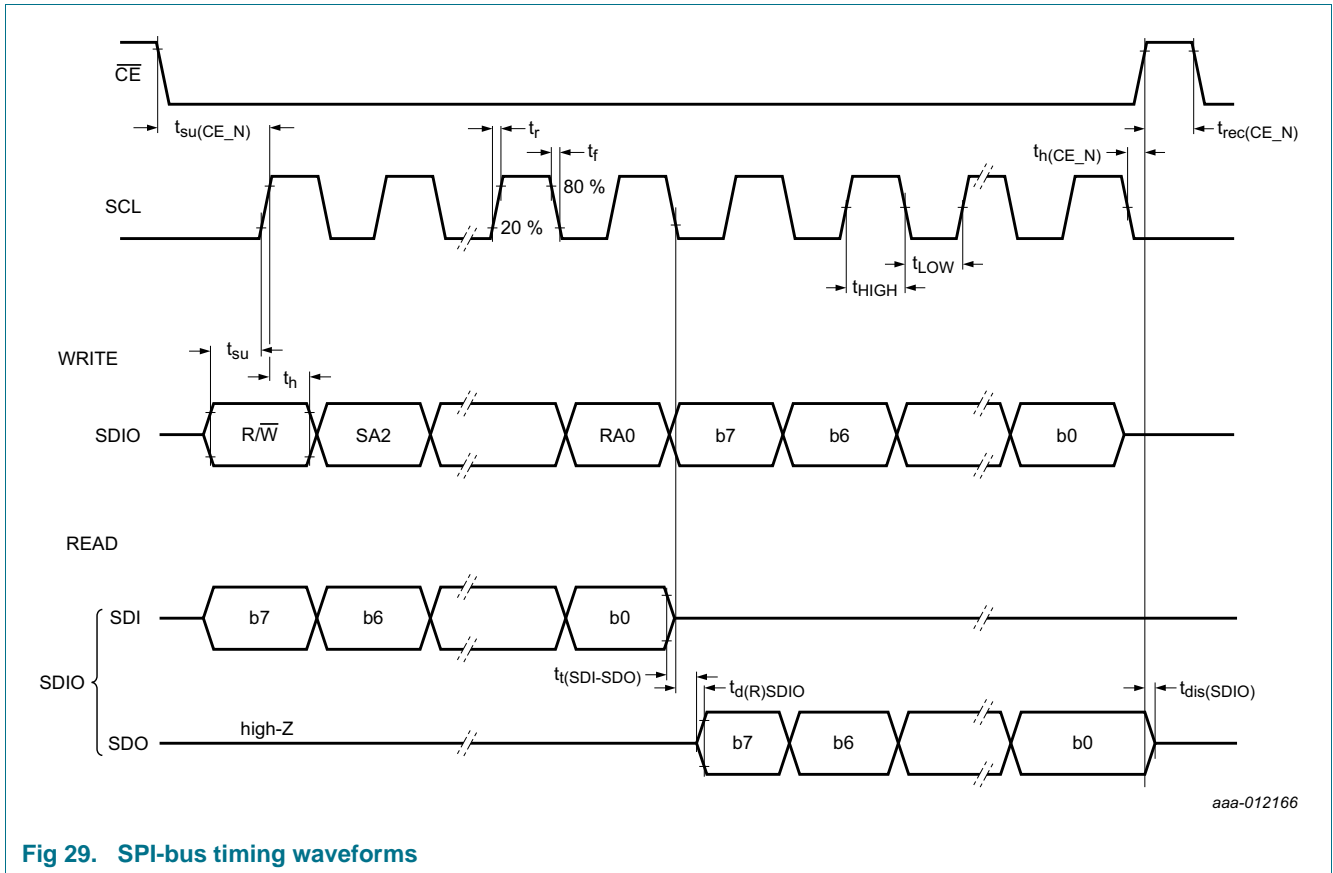 C̅E̅
tsu(CE_N)
tr
tf
th(CE_N)
trec(CE_N)
SCL
80 %
20 %
tLOW
tHIGH
WRITE
tsu
th
SDIO
R/W̅
SA2
RA0
b7
b6
b0
READ
SDI
b7
b6
b0
SDIO
tt(SDI-SDO)
td(R)SDIO
tdis(SDIO)
SDO
high-Z
b7
b6
b0
aaa-012166
Fig 29. SPI-bus timing waveforms